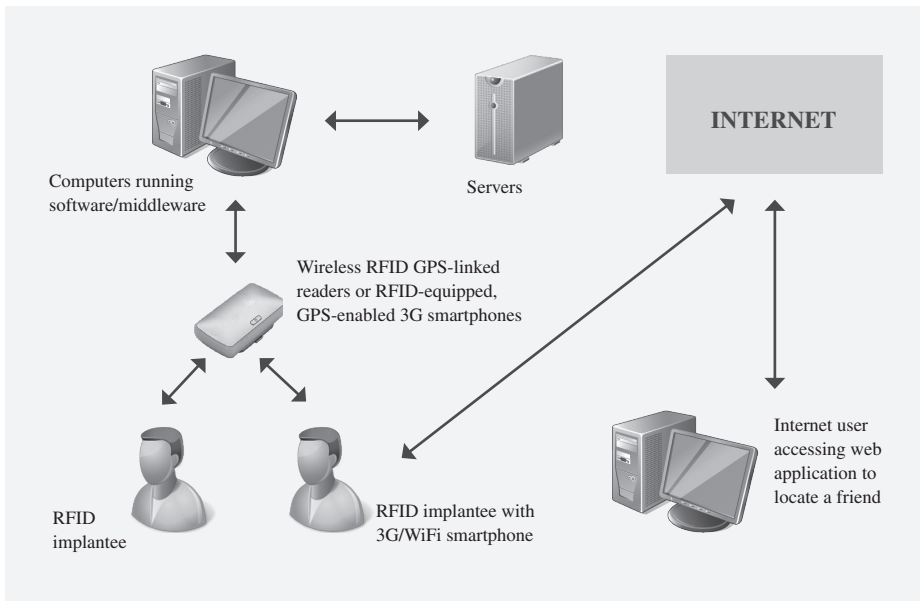 INTERNET
Computers running
software/middleware
Servers
Wireless RFID GPS-linked
readers or RFID-equipped,
GPS-enabled 3G smartphones
Internet user
accessing web
application to
locate a friend
RFID
implantee
RFID implantee with
3G/WiFi smartphone